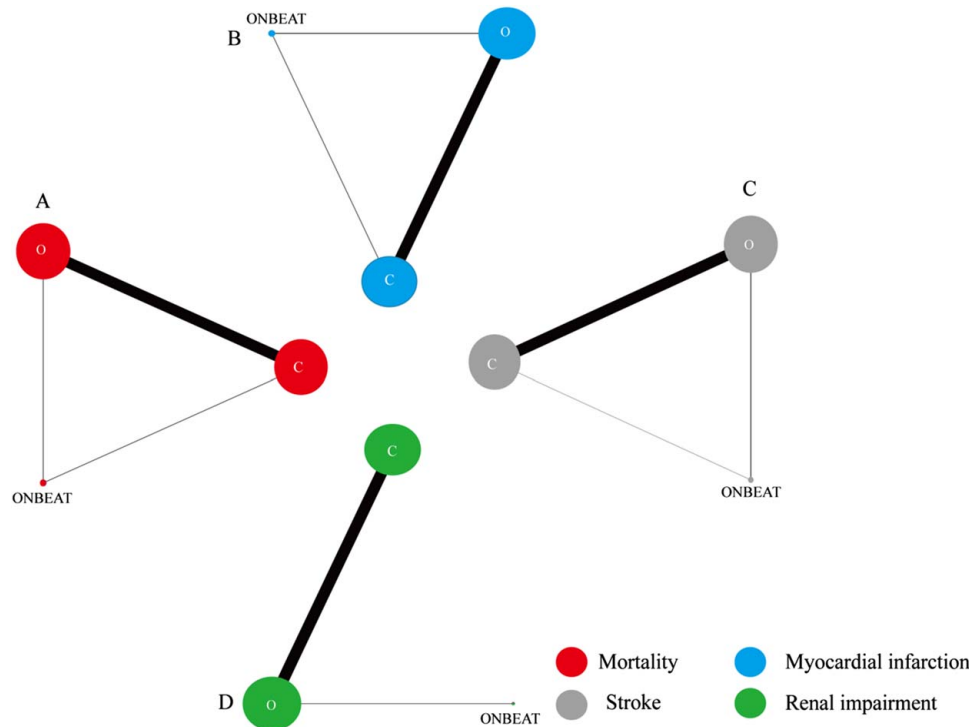 ONBEAT
B
O
C
A
O
C
ONBEAT
C
O
C
ONBEAT
C
D
O
ONBEAT
Mortality
Myocardial infarction
Stroke
Renal impairment